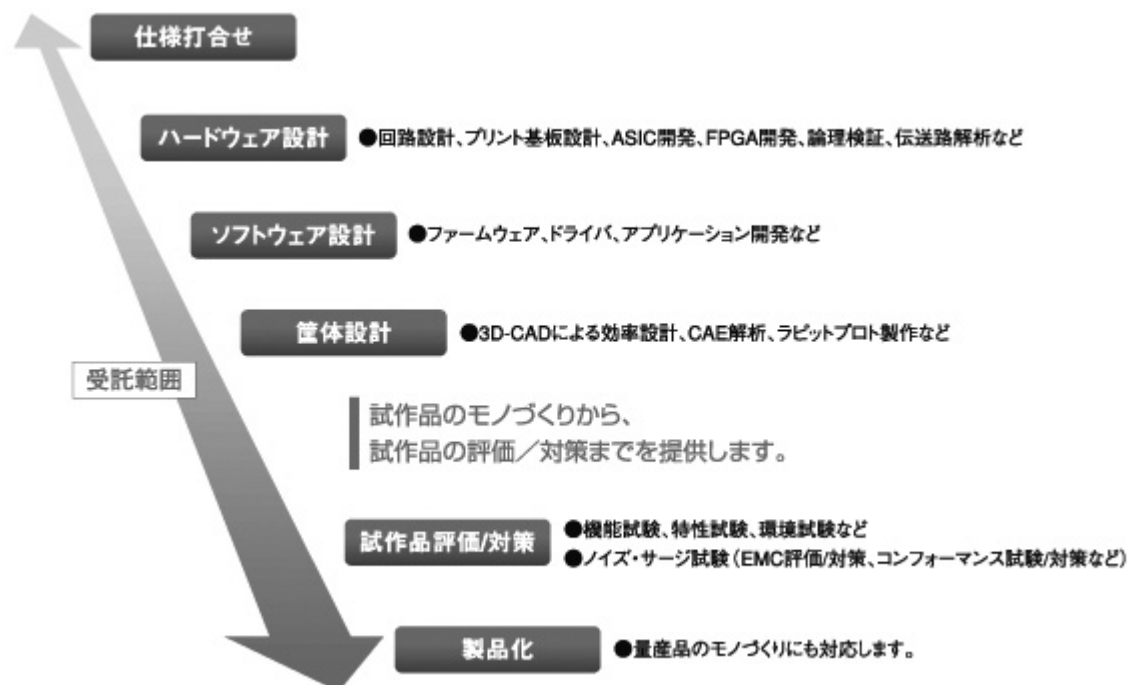 仕様打合せ
ハードウェア設計 ●回路設計、プリント基板設計、ASIC開発、FPGA開発、論理検証、伝送路解析など
ソフトウェア設計 ●ファームウェア、ドライバ、アプリケーション開発など
筐体設計 ●3D-CADによる効率設計、CAE解析、ラピットプロト製作など
受託範囲
試作品のモノづくりから、
試作品の評価／対策までを提供します。
試作品評価/対策 ●機能試験、特性試験、環境試験など
●ノイズ・サージ試験（EMC評価/対策、コンフォーマンス試験/対策など）
製品化 ●量産品のモノづくりにも対応します。